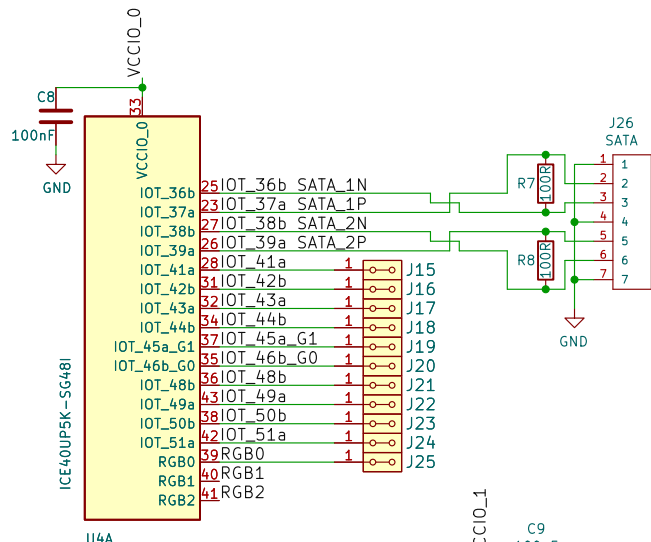 VCCIO_0
C8
100nF
GND
33
VCCIO_0
ICE40UP5K-SG48I
U4A
IOT_36b 25 IOT_36b SATA_1N
IOT_37a 23 IOT_37a SATA_1P
IOT_38b 27 IOT_38b SATA_2N
IOT_39a 26 IOT_39a SATA_2P
IOT_41a 28 IOT_41a 1 J15
IOT_42b 31 IOT_42b 1 J16
IOT_43a 32 IOT_43a 1 J17
IOT_44b 34 IOT_44b 1 J18
IOT_45a_G1 37 IOT_45a_G1 1 J19
IOT_46b_G0 35 IOT_46b_G0 1 J20
IOT_48b 36 IOT_48b 1 J21
IOT_49a 43 IOT_49a 1 J22
IOT_50b 38 IOT_50b 1 J23
IOT_51a 42 IOT_51a 1 J24
RGB0 39 RGB0 1 J25
RGB1 40 RGB1
RGB2 41 RGB2
R7 100R
R8 100R
J26
SATA
1 1
2 2
3 3
4 4
5 5
6 6
7 7
GND
C9